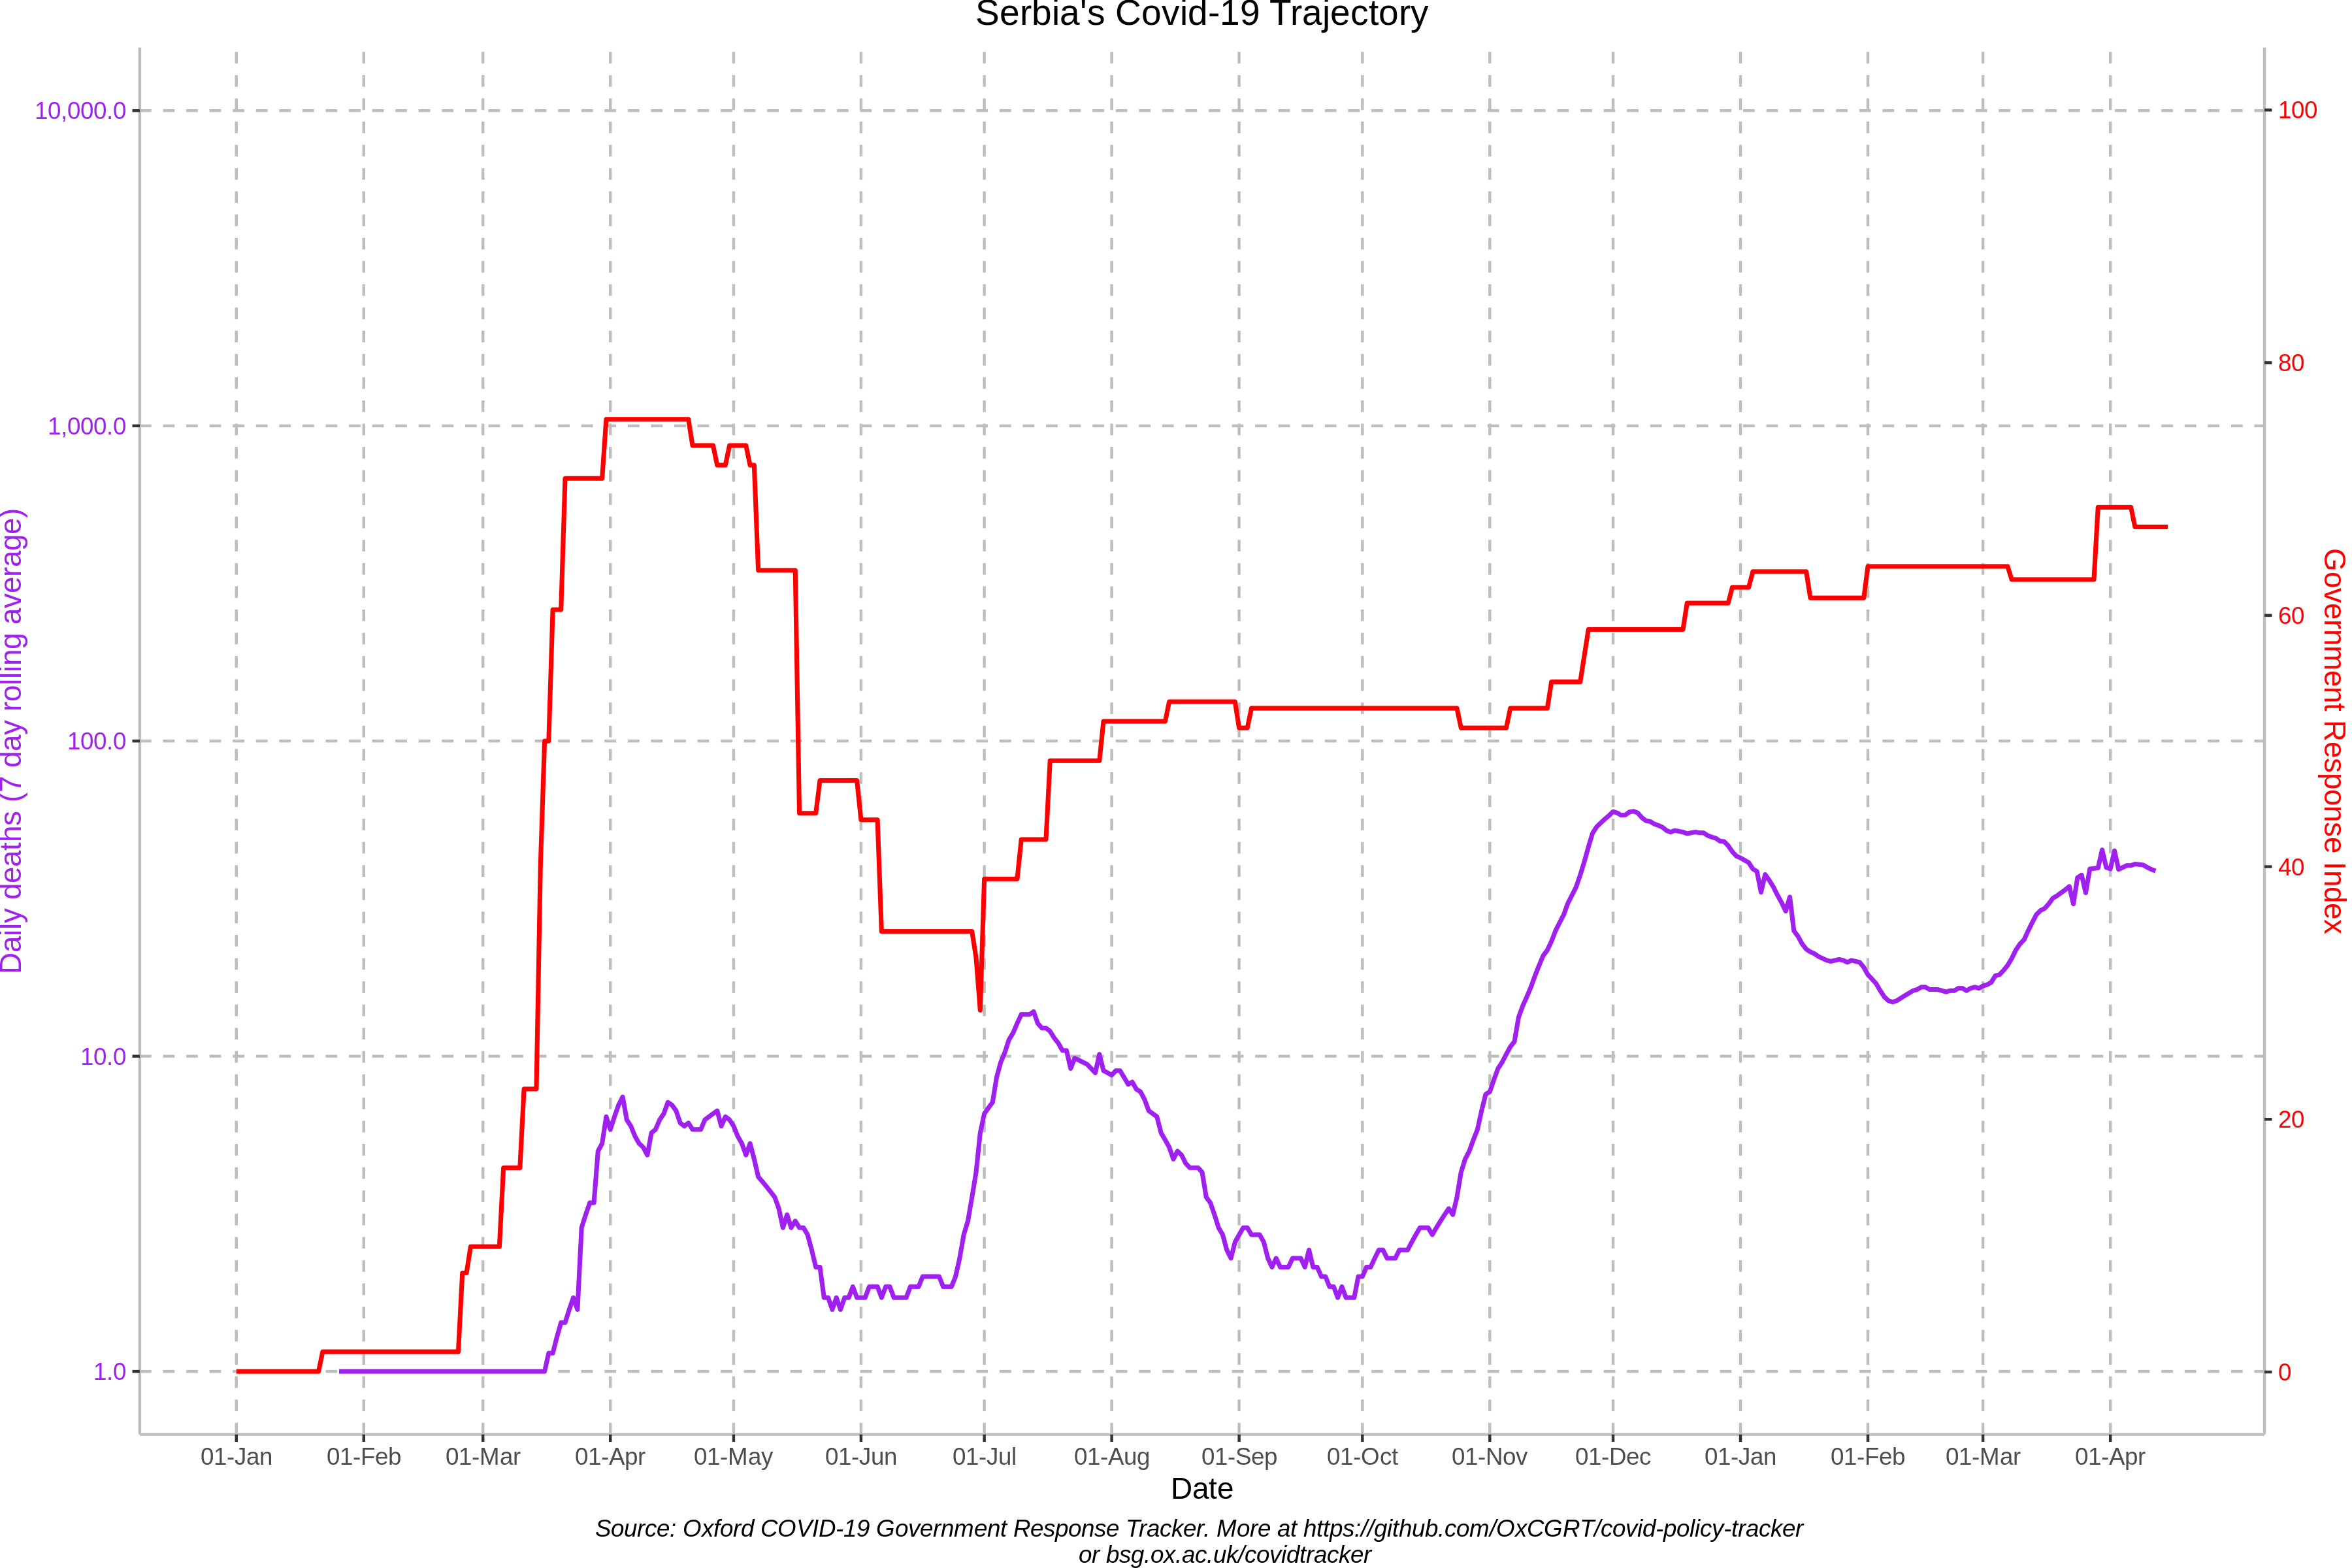 Serbia's Covid-19 Trajectory
Daily deaths (7 day rolling average)
10,000.0
1,000.0
100.0
10.0
1.0
100
80
60
40
20
0
Government Response Index
01-Jan 01-Feb 01-Mar 01-Apr 01-May 01-Jun 01-Jul 01-Aug 01-Sep 01-Oct 01-Nov 01-Dec 01-Jan 01-Feb 01-Mar 01-Apr
Date
Source: Oxford COVID-19 Government Response Tracker. More at https://github.com/OxCGRT/covid-policy-tracker
or bsg.ox.ac.uk/covidtracker